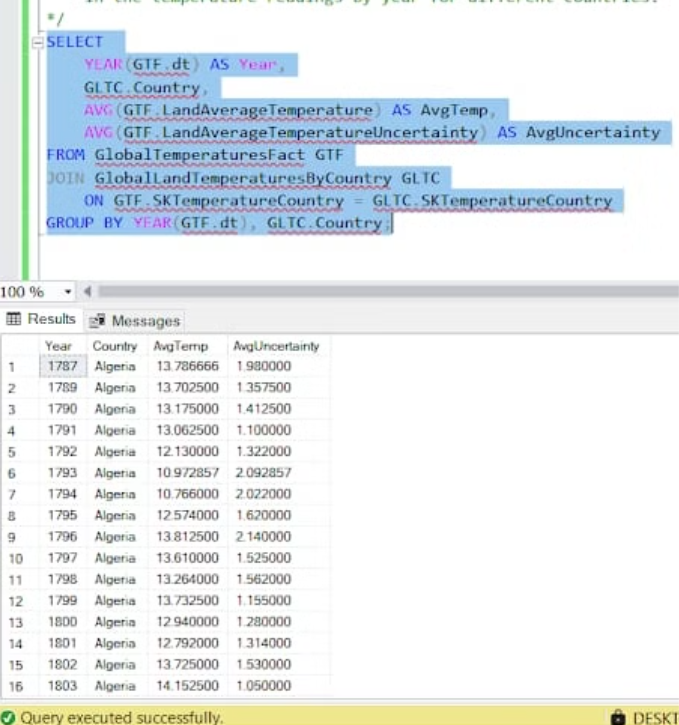 in the temperature readings by year for different countries.
*/
SELECT
YEAR(GTF.dt) AS Year,
GLTC.Country,
AVG(GTF.LandAverageTemperature) AS AvgTemp,
AVG(GTF.LandAverageTemperatureUncertainty) AS AvgUncertainty
FROM GlobalTemperaturesFact GTF
JOIN GlobalLandTemperaturesByCountry GLTC
ON GTF.SKTemperatureCountry = GLTC.SKTemperatureCountry
GROUP BY YEAR(GTF.dt), GLTC.Country;
100 %
Results Messages
Year Country AvgTemp AvgUncertainty
1 1787 Algeria 13.786666 1.980000
2 1789 Algeria 13.702500 1.357500
3 1790 Algeria 13.175000 1.412500
4 1791 Algeria 13.062500 1.100000
5 1792 Algeria 12.130000 1.322000
6 1793 Algeria 10.972857 2.092857
7 1794 Algeria 10.766000 2.022000
8 1795 Algeria 12.574000 1.620000
9 1796 Algeria 13.812500 2.140000
10 1797 Algeria 13.610000 1.525000
11 1798 Algeria 13.264000 1.562000
12 1799 Algeria 13.732500 1.155000
13 1800 Algeria 12.940000 1.280000
14 1801 Algeria 12.792000 1.314000
15 1802 Algeria 13.725000 1.530000
16 1803 Algeria 14.152500 1.050000
Query executed successfully. DESKT